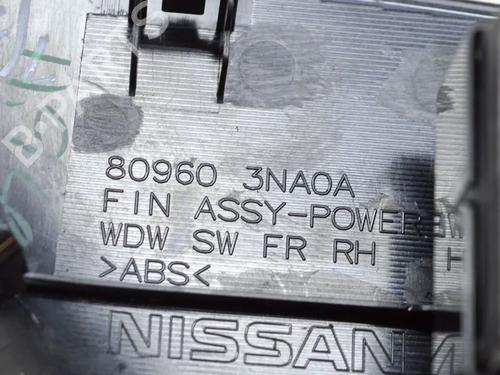 80960 3NA0A
FIN ASSY-POWER
WDW SW FR RH H
>ABS<
NISSAN